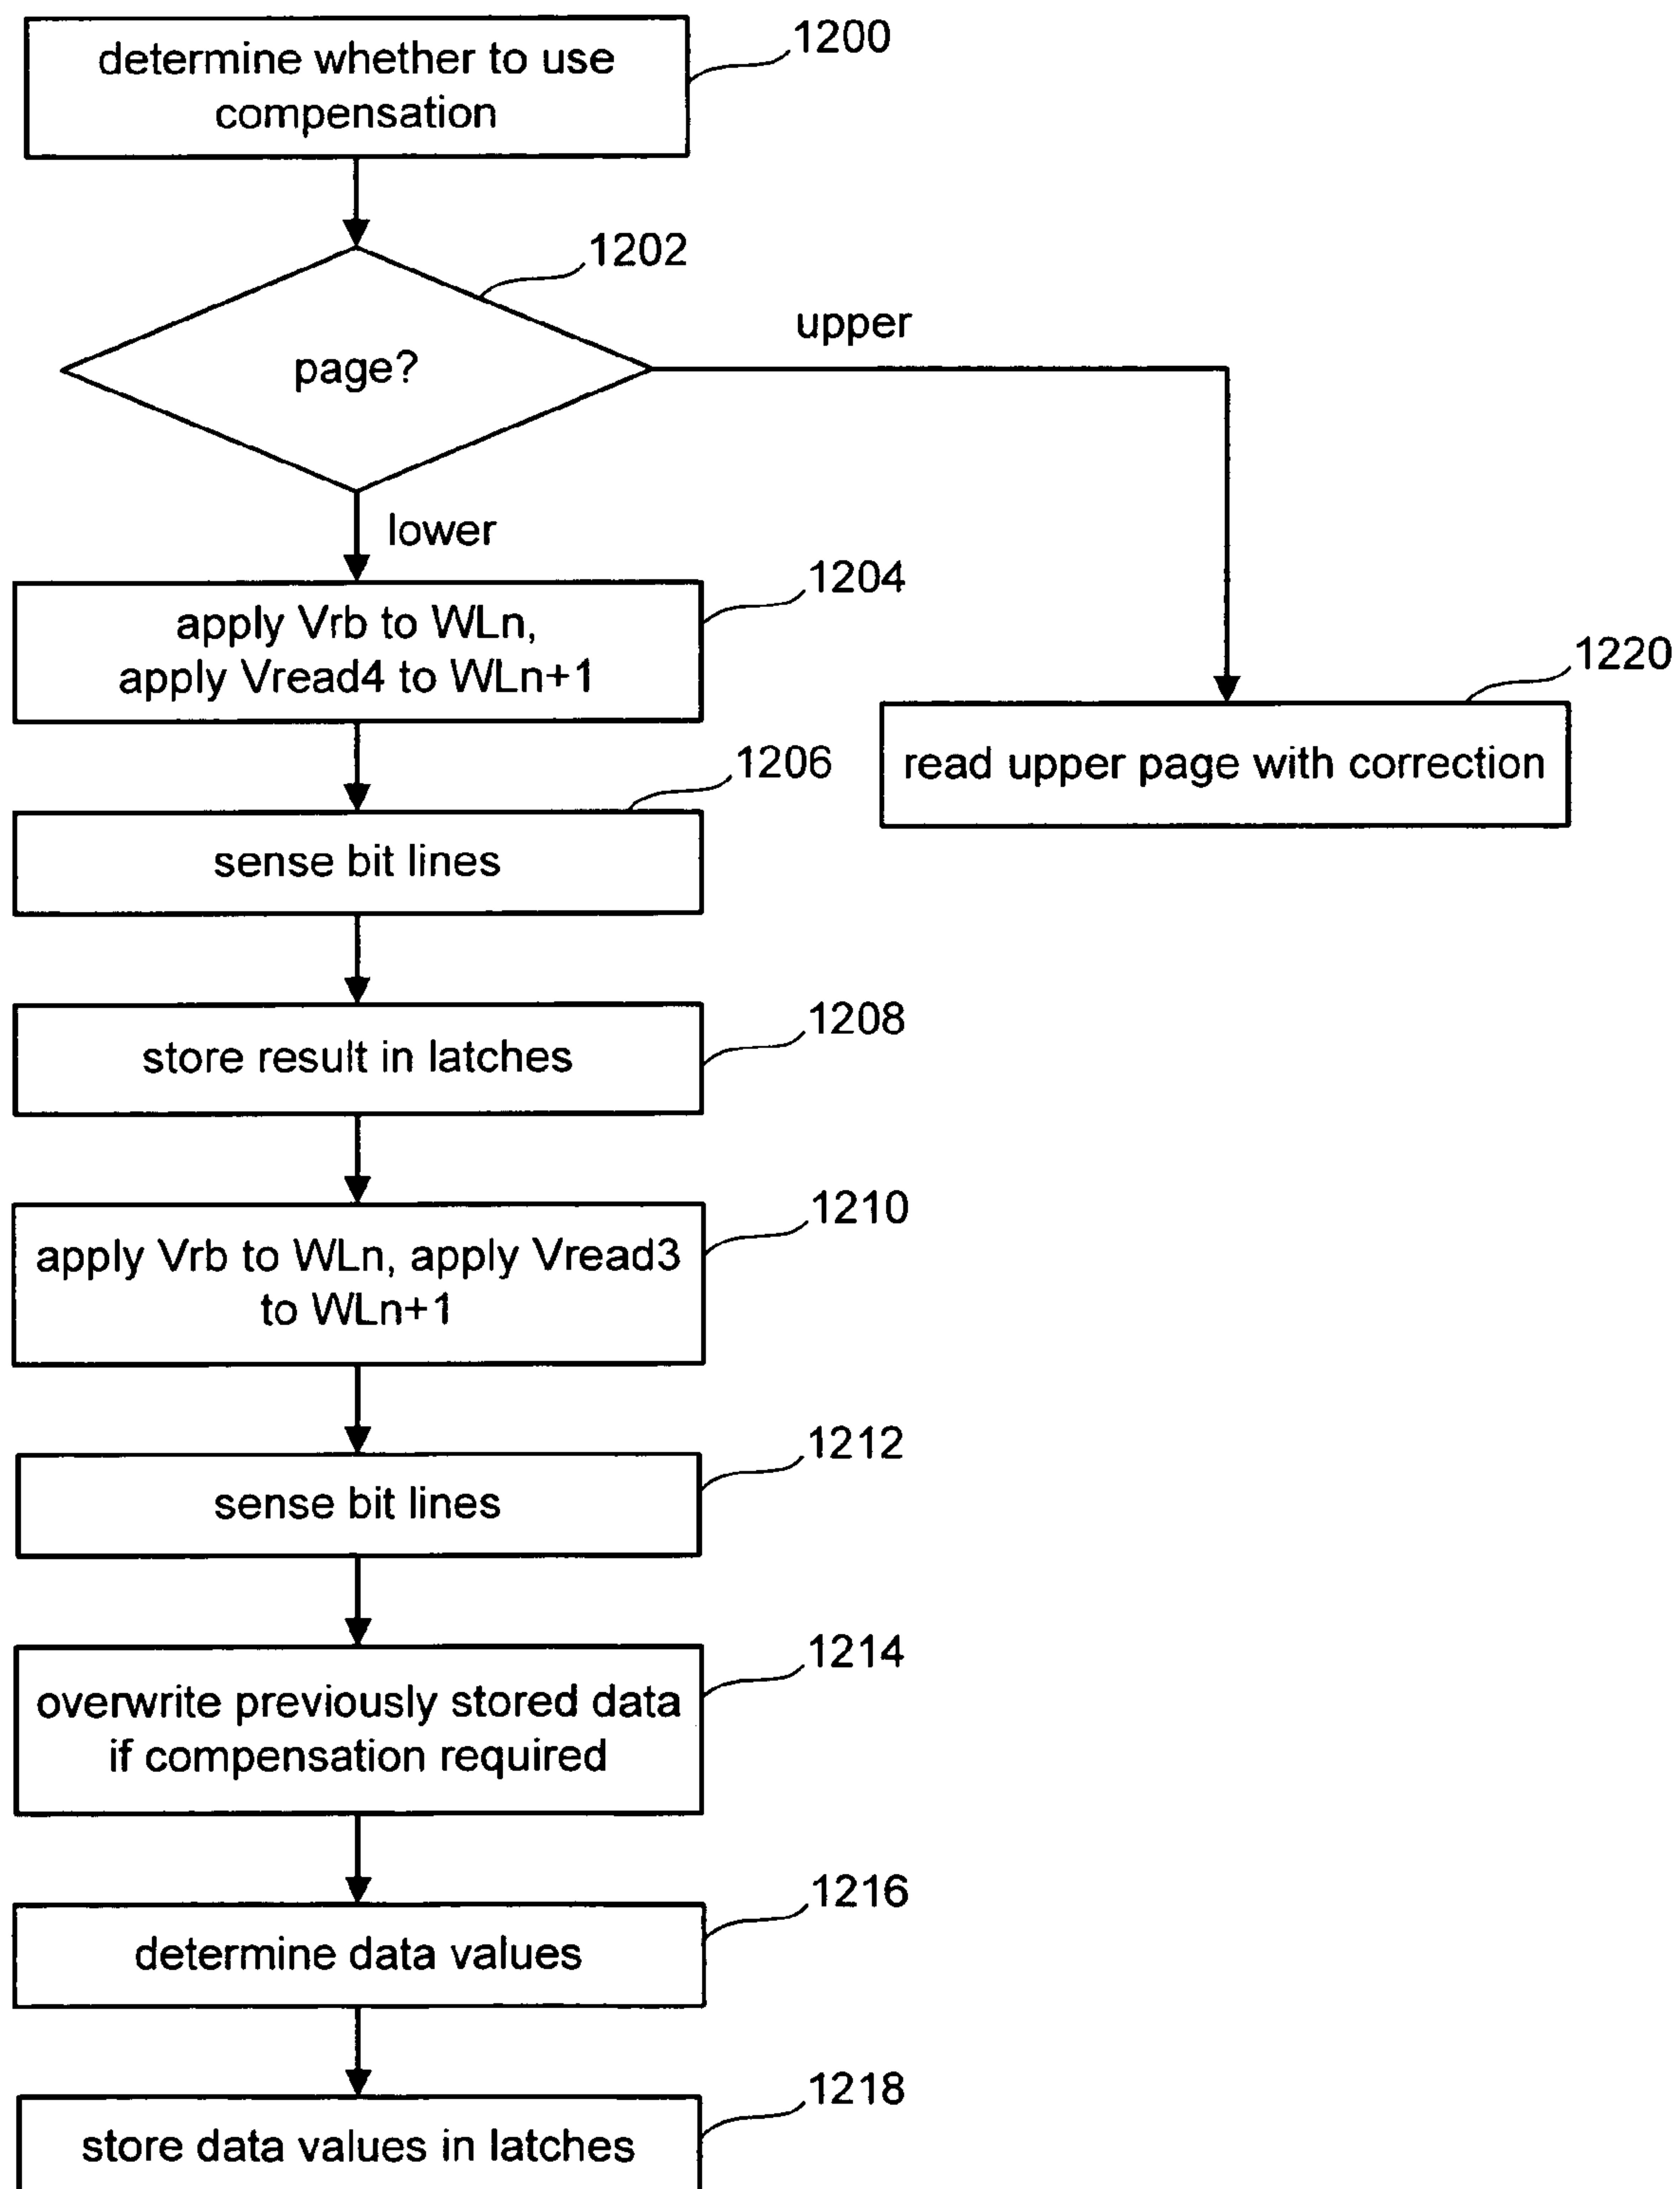 determine whether to use
compensation
1200
1202
page?
upper
lower
1204
apply Vrb to WLn,
apply Vread4 to WLn+1
1220
read upper page with correction
1206
sense bit lines
1208
store result in latches
1210
apply Vrb to WLn, apply Vread3
to WLn+1
1212
sense bit lines
1214
overwrite previously stored data
if compensation required
1216
determine data values
1218
store data values in latches